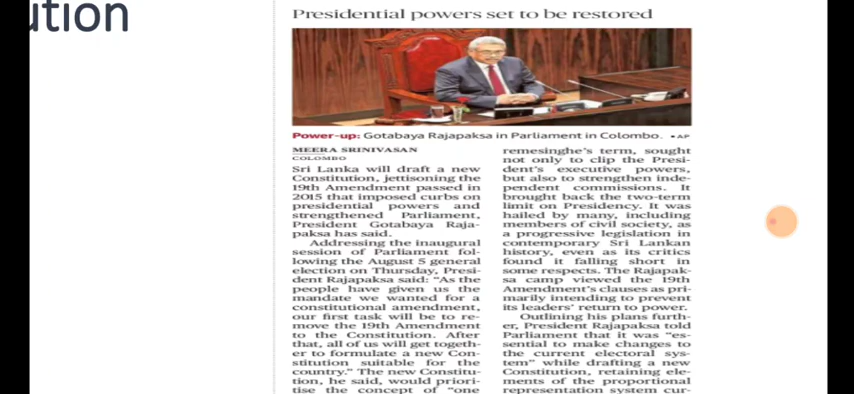 ution
Presidential powers set to be restored
Power-up: Gotabaya Rajapaksa in Parliament in Colombo. •AP
MEERA SRINIVASAN
COLOMBO
Sri Lanka will draft a new
Constitution, jettisoning the
19th Amendment passed in
2015 that imposed curbs on
presidential powers and
strengthened Parliament,
President Gotabaya Raja-
paksa has said.
Addressing the inaugural
session of Parliament fol-
lowing the August 5 general
election on Thursday, Presi-
dent Rajapaksa said: "As the
people have given us the
mandate we wanted for a
constitutional amendment,
our first task will be to re-
move the 19th Amendment
to the Constitution. After
that, all of us will get togeth-
er to formulate a new Con-
stitution suitable for the
country." The new Constitu-
tion, he said, would priori-
tise the concept of "one
remesinghe's term, sought
not only to clip the Presi-
dent's executive powers,
but also to strengthen inde-
pendent commissions. It
brought back the two-term
limit on Presidency. It was
hailed by many, including
members of civil society, as
a progressive legislation in
contemporary Sri Lankan
history, even as its critics
found it falling short in
some respects. The Rajapak-
sa camp viewed the 19th
Amendment's clauses as pri-
marily intending to prevent
its leaders' return to power.
Outlining his plans furth-
er, President Rajapaksa told
Parliament that it was "es-
sential to make changes to
the current electoral sys-
tem" while drafting a new
Constitution, retaining ele-
ments of the proportional
representation system cur-